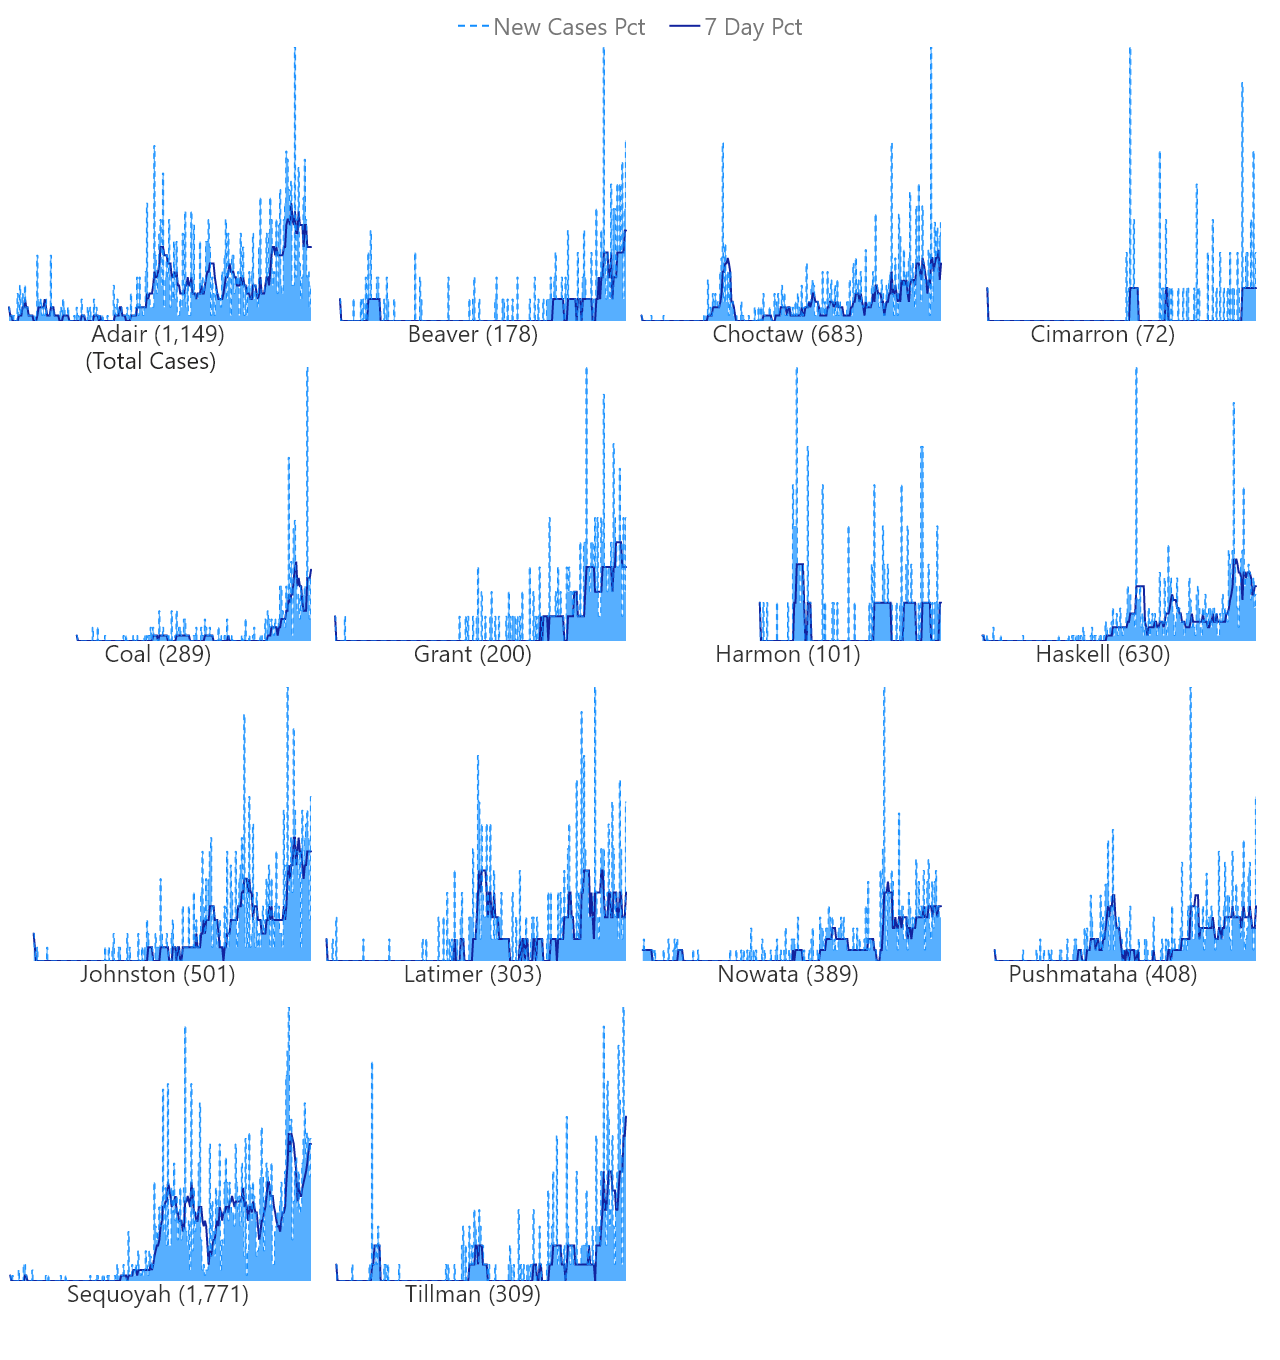 New Cases Pct 7 Day Pct
Adair (1,149)
(Total Cases)
Beaver (178)
Choctaw (683)
Cimarron (72)
Coal (289)
Grant (200)
Harmon (101)
Haskell (630)
Johnston (501)
Latimer (303)
Nowata (389)
Pushmataha (408)
Sequoyah (1,771)
Tillman (309)